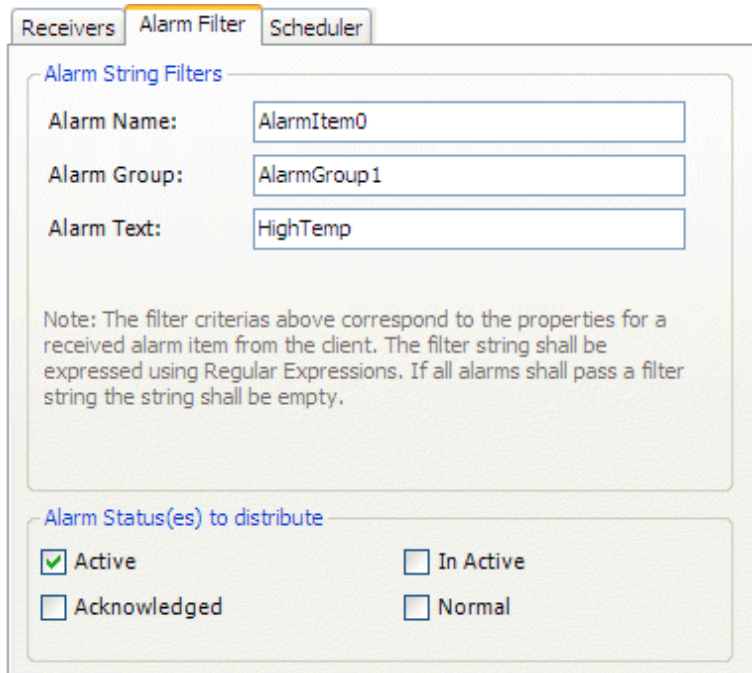 Receivers Alarm Filter Scheduler
Alarm String Filters
Alarm Name: AlarmItem0
Alarm Group: AlarmGroup1
Alarm Text: HighTemp
Note: The filter criterias above correspond to the properties for a
received alarm item from the client. The filter string shall be
expressed using Regular Expressions. If all alarms shall pass a filter
string the string shall be empty.
Alarm Status(es) to distribute
Active In Active
Acknowledged Normal